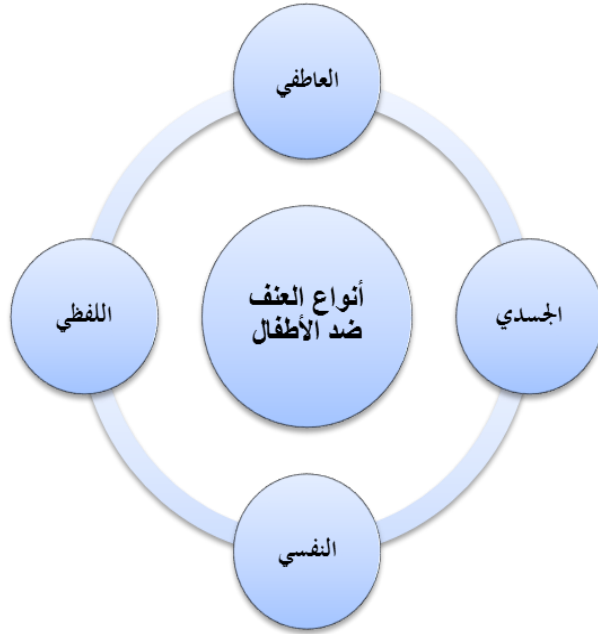 العاطفي
أنواع العنف
ضد الأطفال
الجسدي
اللفظي
النفسي